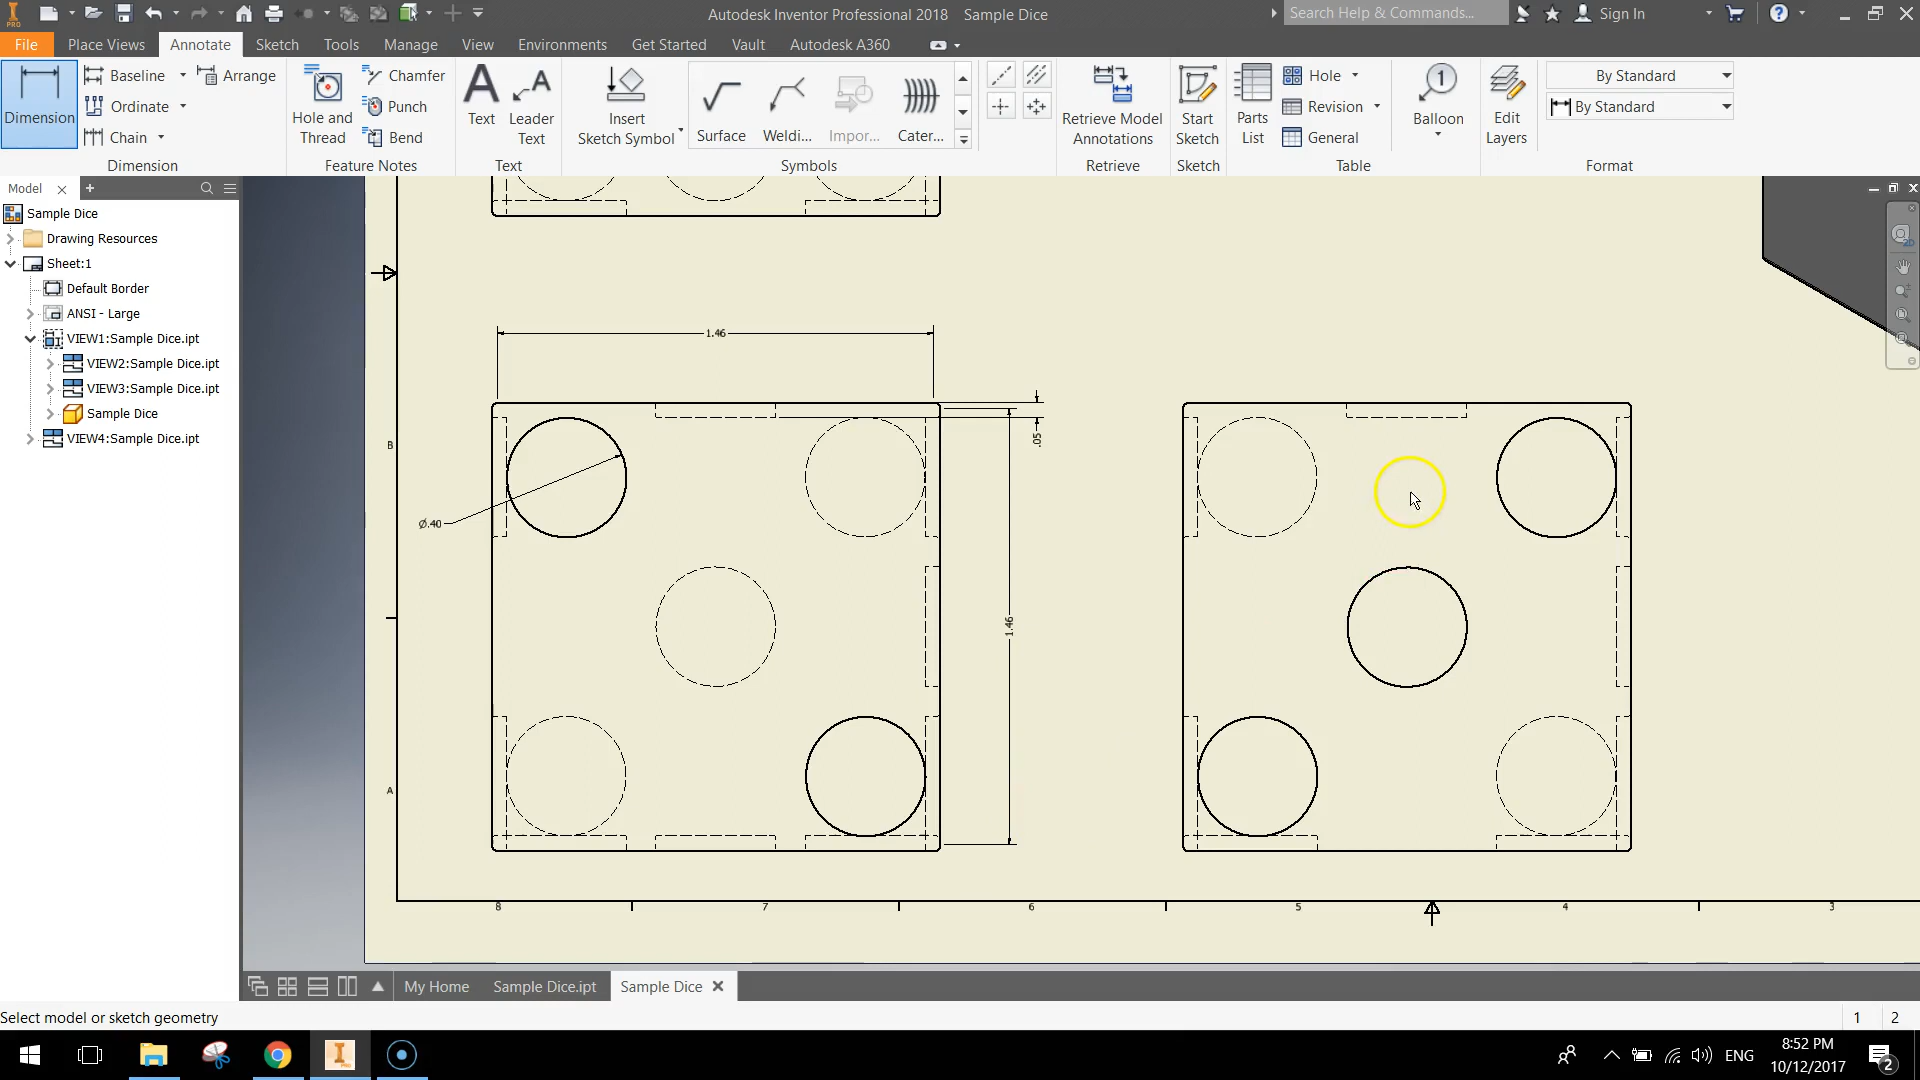 Autodesk Inventor Professional 2018 Sample Dice
Search Help & Commands...
Sign In
PRO
File Place Views Annotate Sketch Tools Manage View Environments Get Started Vault Autodesk A360
Dimension
Baseline
Ordinate
Chain
Arrange
Dimension
Hole and Thread
Chamfer
Punch
Bend
Feature Notes
A
Text
A
Leader Text
Text
Insert Sketch Symbol
Surface
Weldi...
Impor...
Cater...
Symbols
Retrieve Model Annotations
Retrieve
Start Sketch
Sketch
Parts List
Hole
Revision
General
Table
1
Balloon
Edit Layers
By Standard
By Standard
Format
Model
Sample Dice
Drawing Resources
Sheet:1
Default Border
ANSI - Large
VIEW1:Sample Dice.ipt
VIEW2:Sample Dice.ipt
VIEW3:Sample Dice.ipt
Sample Dice
VIEW4:Sample Dice.ipt
1.46
.05
B
Ø.40
1.46
A
8 7 6 5 4 3
My Home Sample Dice.ipt Sample Dice
Select model or sketch geometry
1 2
ENG
8:52 PM
10/12/2017
2